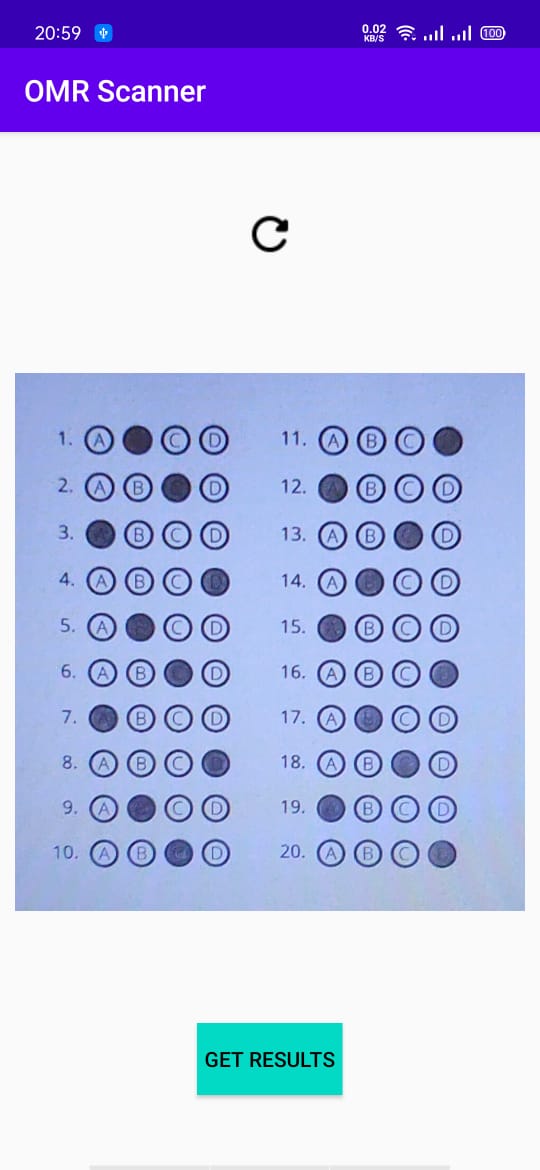 20:59 0.02 KB/S 100
OMR Scanner
1. A C D
2. A B D
3. B C D
4. A B C D
5. A C D
6. A B D
7. A B C D
8. A B C D
9. A C D
10. A B D
11. A B C
12. A B C D
13. A B D
14. A C D
15. B C D
16. A B C
17. A C D
18. A B D
19. B C D
20. A B C
GET RESULTS